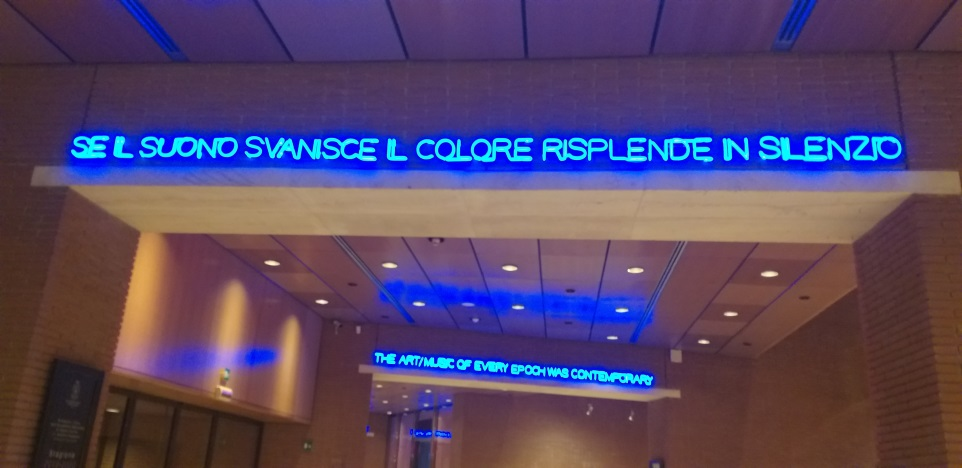 SE IL SUONO SVANISCE IL COLORE RISPLENDE IN SILENZIO
THE ART/MUSIC OF EVERY EPOCH WAS CONTEMPORARY